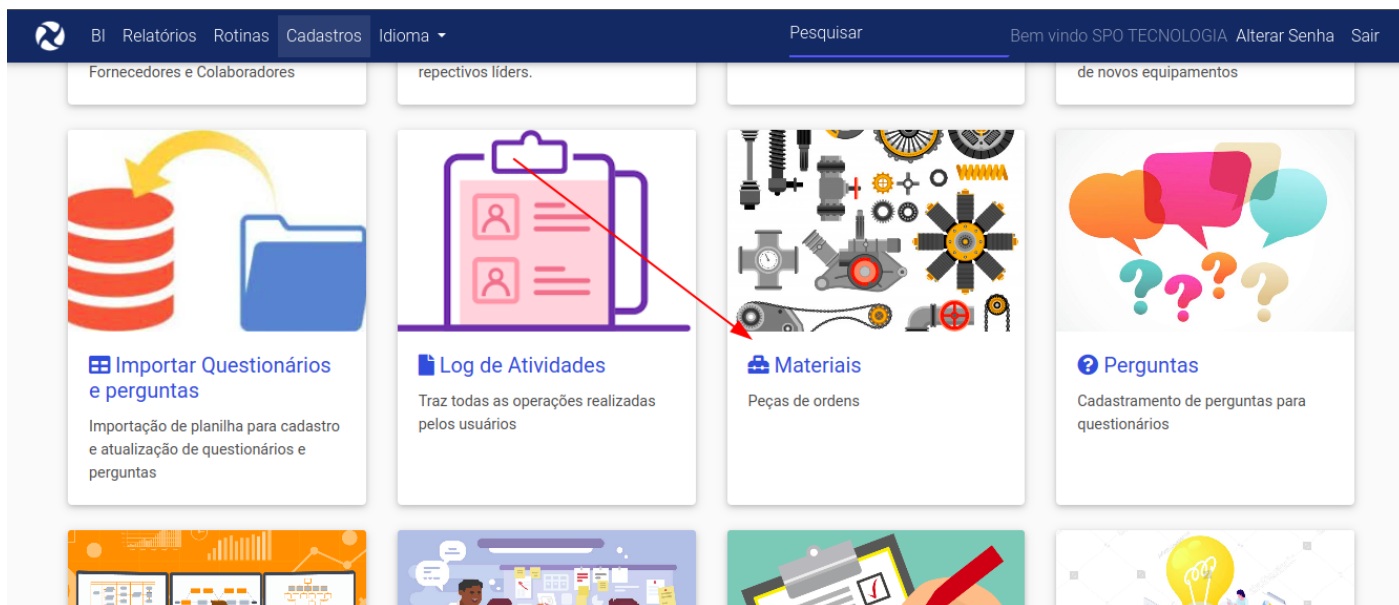 BI Relatórios Rotinas Cadastros Idioma Pesquisar Bem vindo SPO TECNOLOGIA Alterar Senha Sair
Fornecedores e Colaboradores
repectivos líders.
de novos equipamentos
Importar Questionários
e perguntas
Importação de planilha para cadastro
e atualização de questionários e
perguntas
Log de Atividades
Traz todas as operações realizadas
pelos usuários
Materiais
Peças de ordens
Perguntas
Cadastramento de perguntas para
questionários